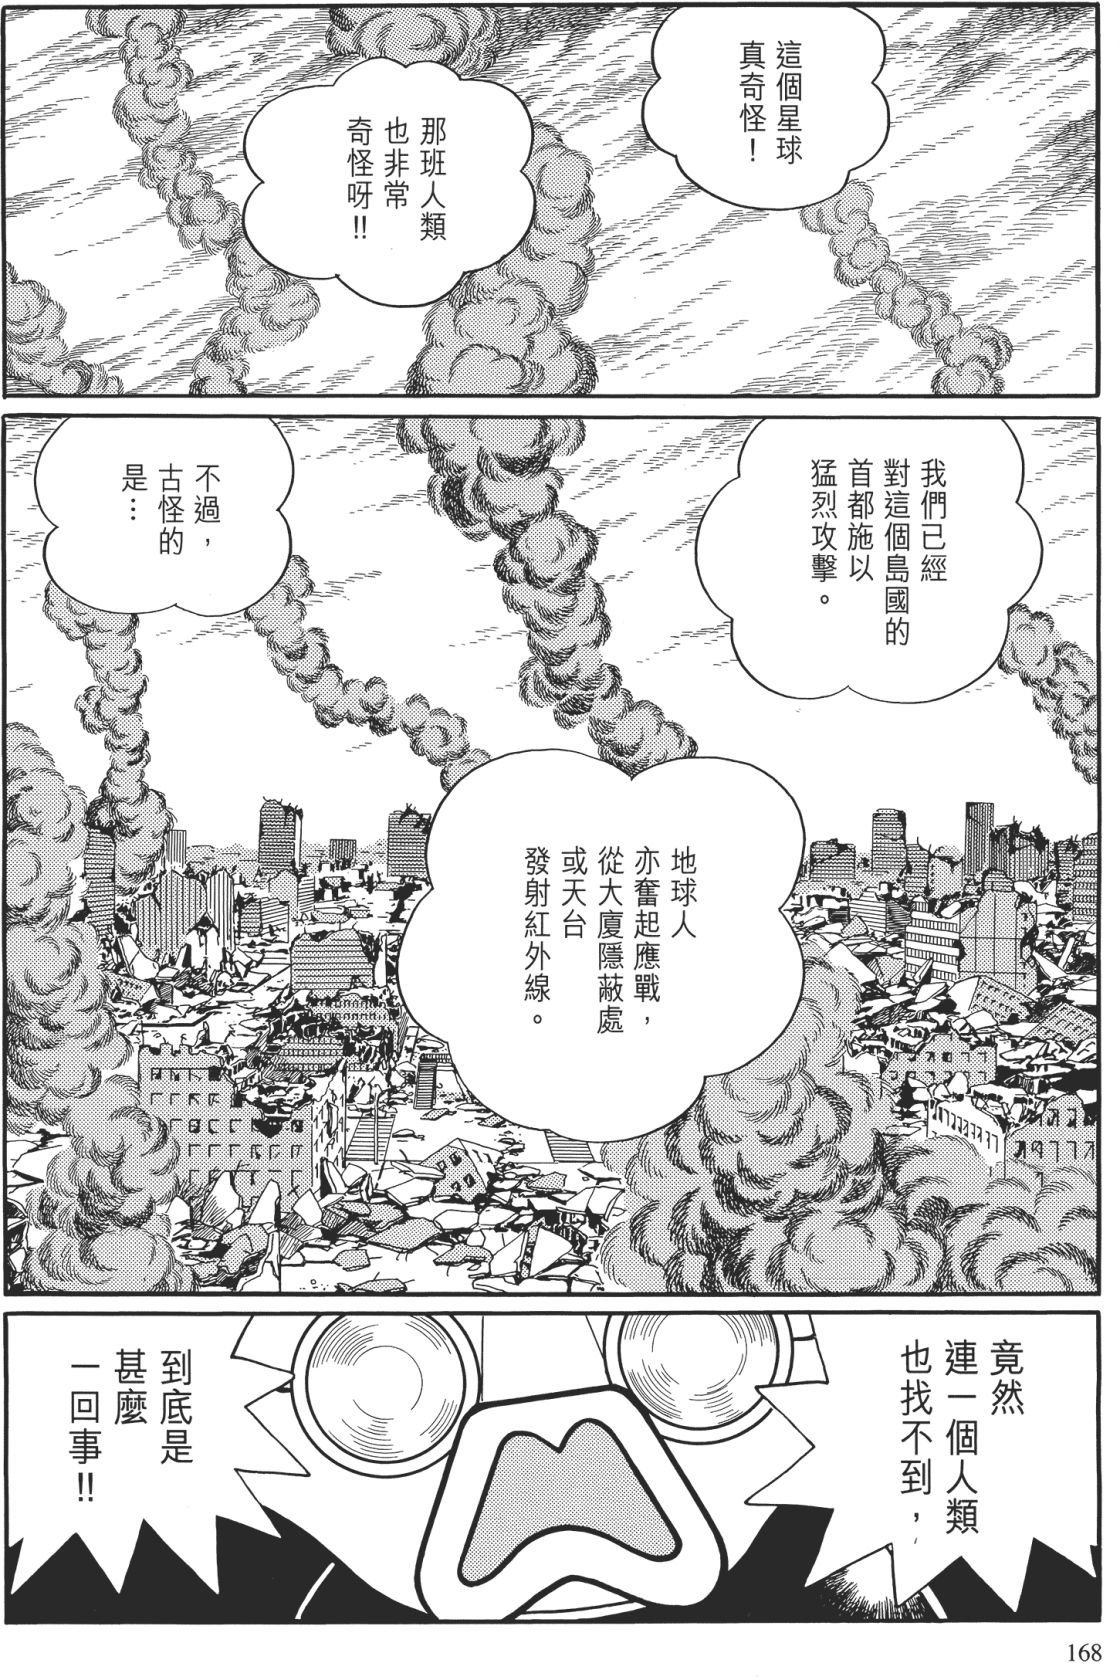 這個星球
真奇怪！
那班人類
也非常
奇怪呀!!
我們已經
對這個島國的
首都施以
猛烈攻擊。
不過，
古怪的
是…
地球人
亦奮起應戰，
從大廈隱蔽處
或天台
發射紅外線。
竟然
連一個人類
也找不到，
到底是
甚麼
一回事!!
168